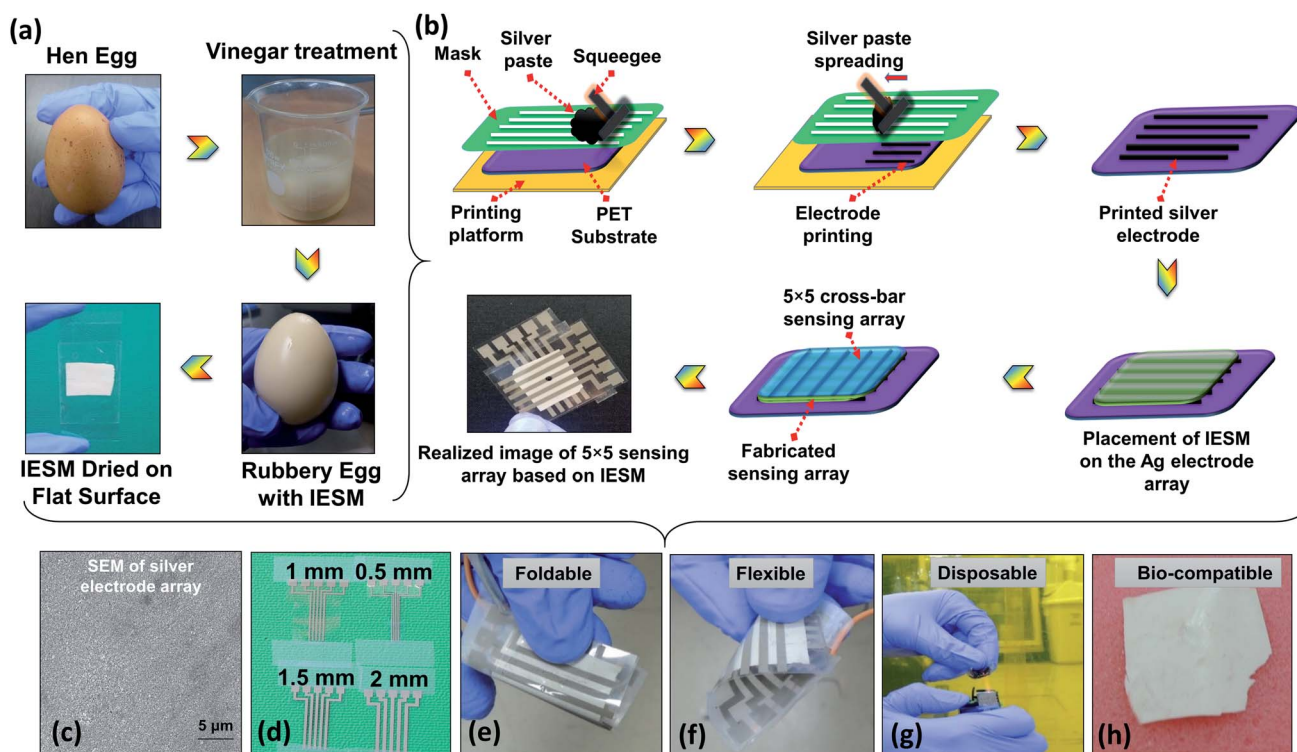 (a)
Hen Egg
Vinegar treatment
IESM Dried on
Flat Surface
Rubbery Egg
with IESM
(b)
Mask
Silver
paste
Squeegee
Printing
platform
PET
Substrate
Silver paste
spreading
Electrode
printing
Printed silver
electrode
Realized image of 5×5 sensing
array based on IESM
5×5 cross-bar
sensing array
Fabricated
sensing array
Placement of IESM
on the Ag electrode
array
SEM of silver
electrode array
5 µm
(c)
1 mm
0.5 mm
1.5 mm
2 mm
(d)
Foldable
(e)
Flexible
(f)
Disposable
(g)
Bio-compatible
(h)